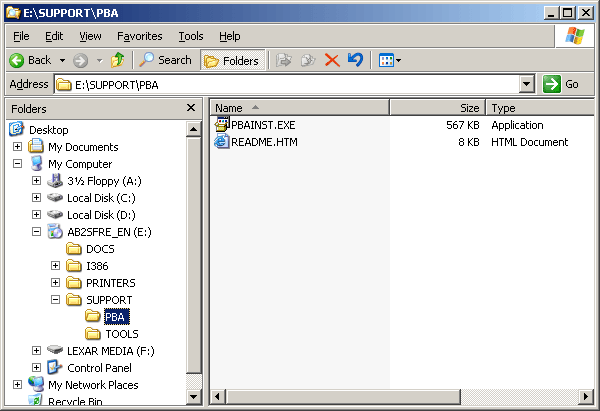 E:\SUPPORT\PBA
File Edit View Favorites Tools Help
Back Search Folders
Address E:\SUPPORT\PBA Go
Folders
Name Size Type
Desktop
My Documents
My Computer
3½ Floppy (A:)
Local Disk (C:)
Local Disk (D:)
AB2SFRE_EN (E:)
DOCS
I386
PRINTERS
SUPPORT
PBA
TOOLS
LEXAR MEDIA (F:)
Control Panel
My Network Places
Recycle Bin
PBAINST.EXE 567 KB Application
README.HTM 8 KB HTML Document